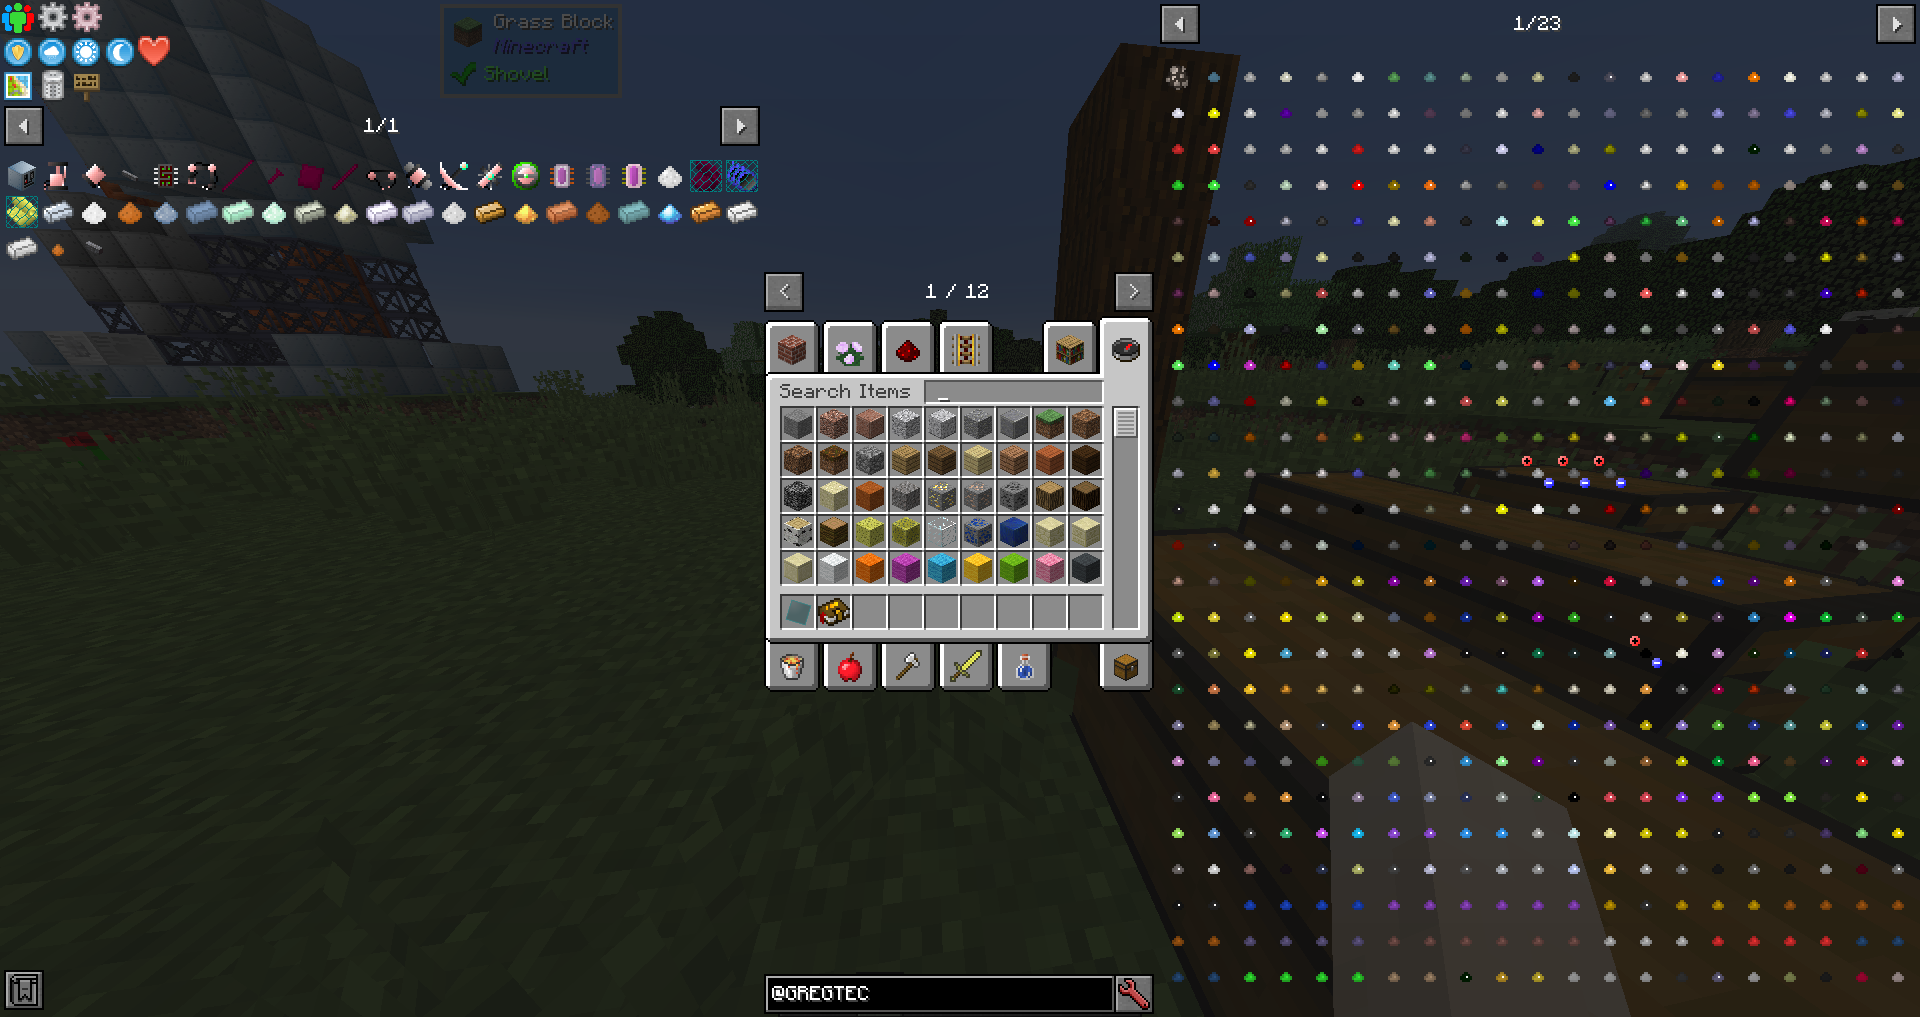 Grass Block
Minecraft
Shovel
1/23
1/1
1 / 12
Search Items
@GREGTEC